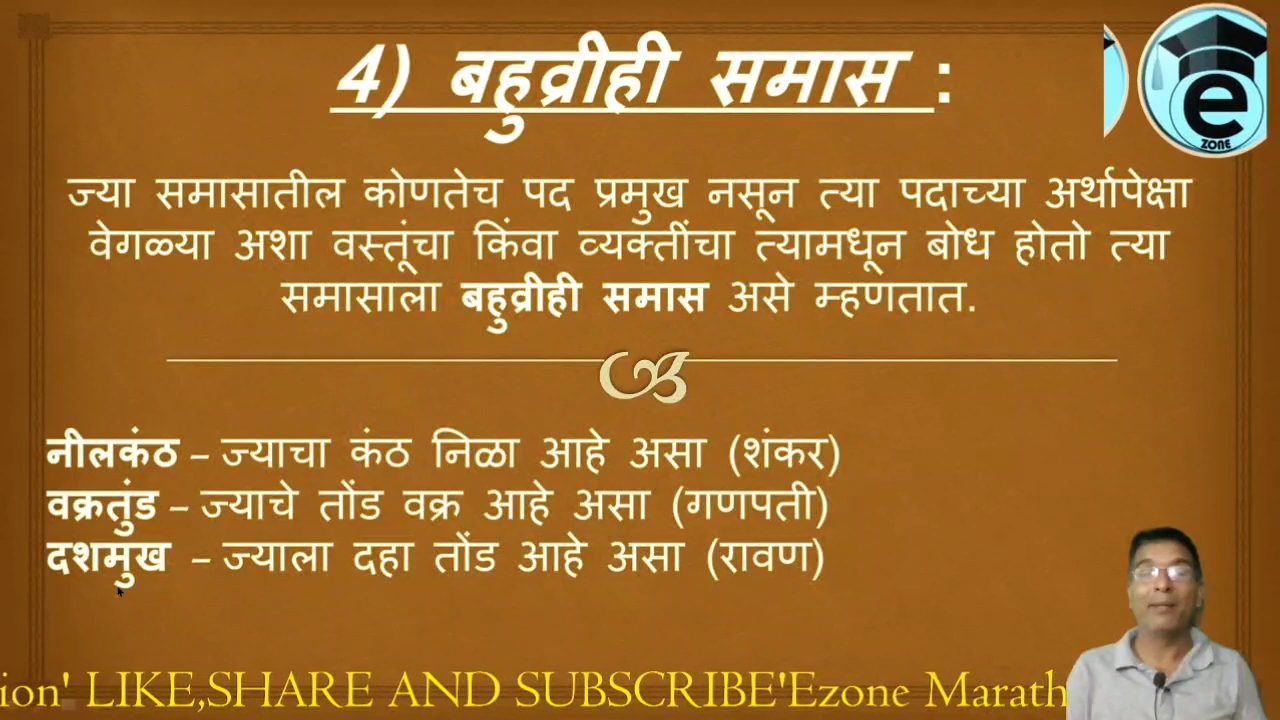 4) बहुव्रीही समास :
ज्या समासातील कोणतेच पद प्रमुख नसून त्या पदाच्या अर्थापेक्षा
वेगळ्या अशा वस्तूंचा किंवा व्यक्तींचा त्यामधून बोध होतो त्या
समासाला बहुव्रीही समास असे म्हणतात.
नीलकंठ – ज्याचा कंठ निळा आहे असा (शंकर)
वक्रतुंड – ज्याचे तोंड वक्र आहे असा (गणपती)
दशमुख – ज्याला दहा तोंड आहे असा (रावण)
ion' LIKE,SHARE AND SUBSCRIBE'Ezone Marath
e
ZONE